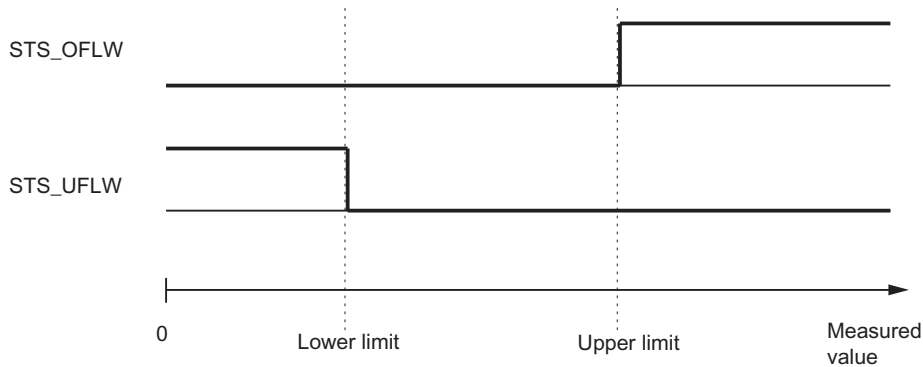 STS_OFLW
STS_UFLW
0
Lower limit
Upper limit
Measured
value